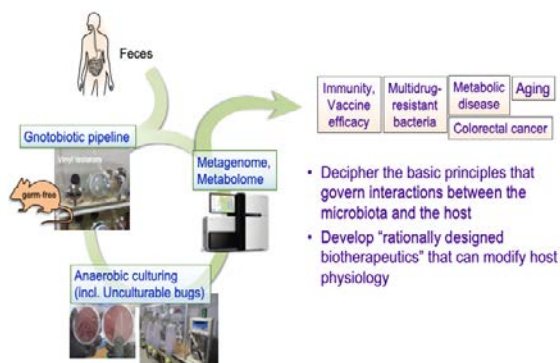 Feces
Gnotobiotic pipeline
Vinyl isolators
germ-free
Metagenome,
Metabolome
Anaerobic culturing
(incl. Unculturable bugs)
Immunity,
Vaccine
efficacy
Multidrug-
resistant
bacteria
Metabolic
disease
Aging
Colorectal cancer
• Decipher the basic principles that
govern interactions between the
microbiota and the host
• Develop “rationally designed
biotherapeutics” that can modify host
physiology